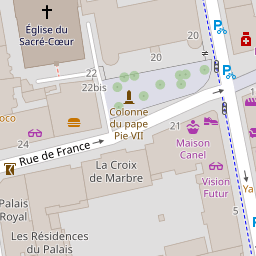 Église du
Sacré-Cœur
22
22bis
24
Colonne
du pape
Pie VII
oco
21
25
Maison
Canel
Rue de France
La Croix
de Marbre
Vision
Futur
Ya
Palais
Royal
20
Les Résidences
du Palais